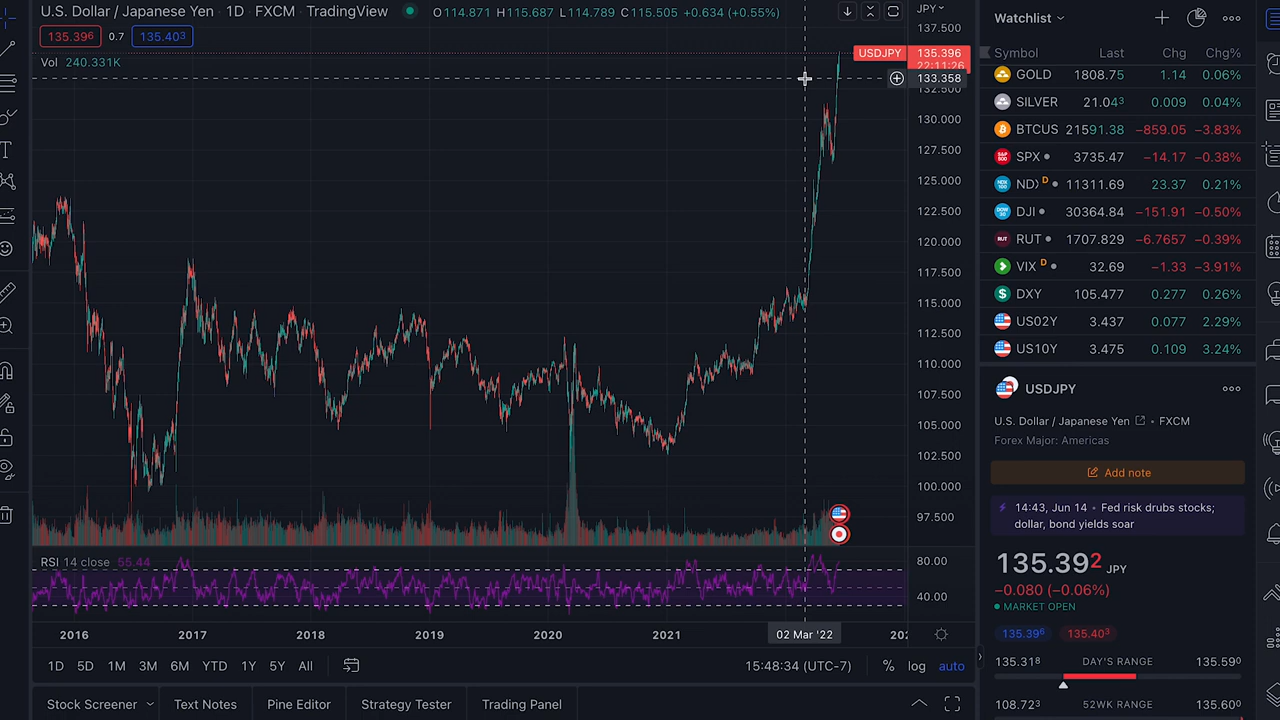 U.S. Dollar / Japanese Yen · 1D · FXCM · TradingView O114.871 H115.687 L114.789 C115.505 +0.634 (+0.55%)
135.396 0.7 135.403
Vol 240.331K
JPY
137.500
USDJPY 135.396
22:11:26
133.358
132.500
130.000
127.500
125.000
122.500
120.000
117.500
115.000
112.500
110.000
107.500
105.000
102.500
100.000
97.500
RSI 14 close 55.44
80.00
40.00
2016 2017 2018 2019 2020 2021 02 Mar '22 202
1D 5D 1M 3M 6M YTD 1Y 5Y All
15:48:34 (UTC-7) % log auto
Stock Screener Text Notes Pine Editor Strategy Tester Trading Panel
Watchlist
Symbol Last Chg Chg%
GOLD 1808.75 1.14 0.06%
SILVER 21.043 0.009 0.04%
BTCUS 21591.38 −859.05 −3.83%
SPX 3735.47 −14.17 −0.38%
NDX D 11311.69 23.37 0.21%
DJI 30364.84 −151.91 −0.50%
RUT 1707.829 −6.7657 −0.39%
VIX D 32.69 −1.33 −3.91%
DXY 105.477 0.277 0.26%
US02Y 3.437 0.077 2.29%
US10Y 3.475 0.109 3.24%
USDJPY
U.S. Dollar / Japanese Yen • FXCM
Forex Major: Americas
Add note
14:43, Jun 14 • Fed risk drubs stocks;
dollar, bond yields soar
135.392 JPY
−0.080 (−0.06%)
MARKET OPEN
135.396 135.403
135.318 DAY'S RANGE 135.590
108.723 52WK RANGE 135.600